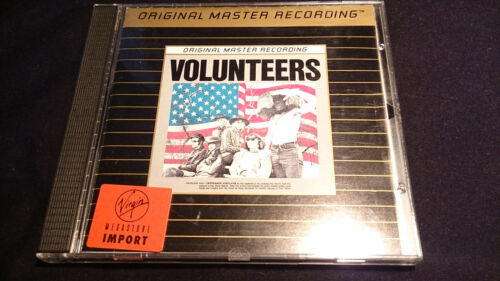 ORIGINAL MASTER RECORDING™
ORIGINAL MASTER RECORDING
VOLUNTEERS
Virgin
MEGASTORE
IMPORT